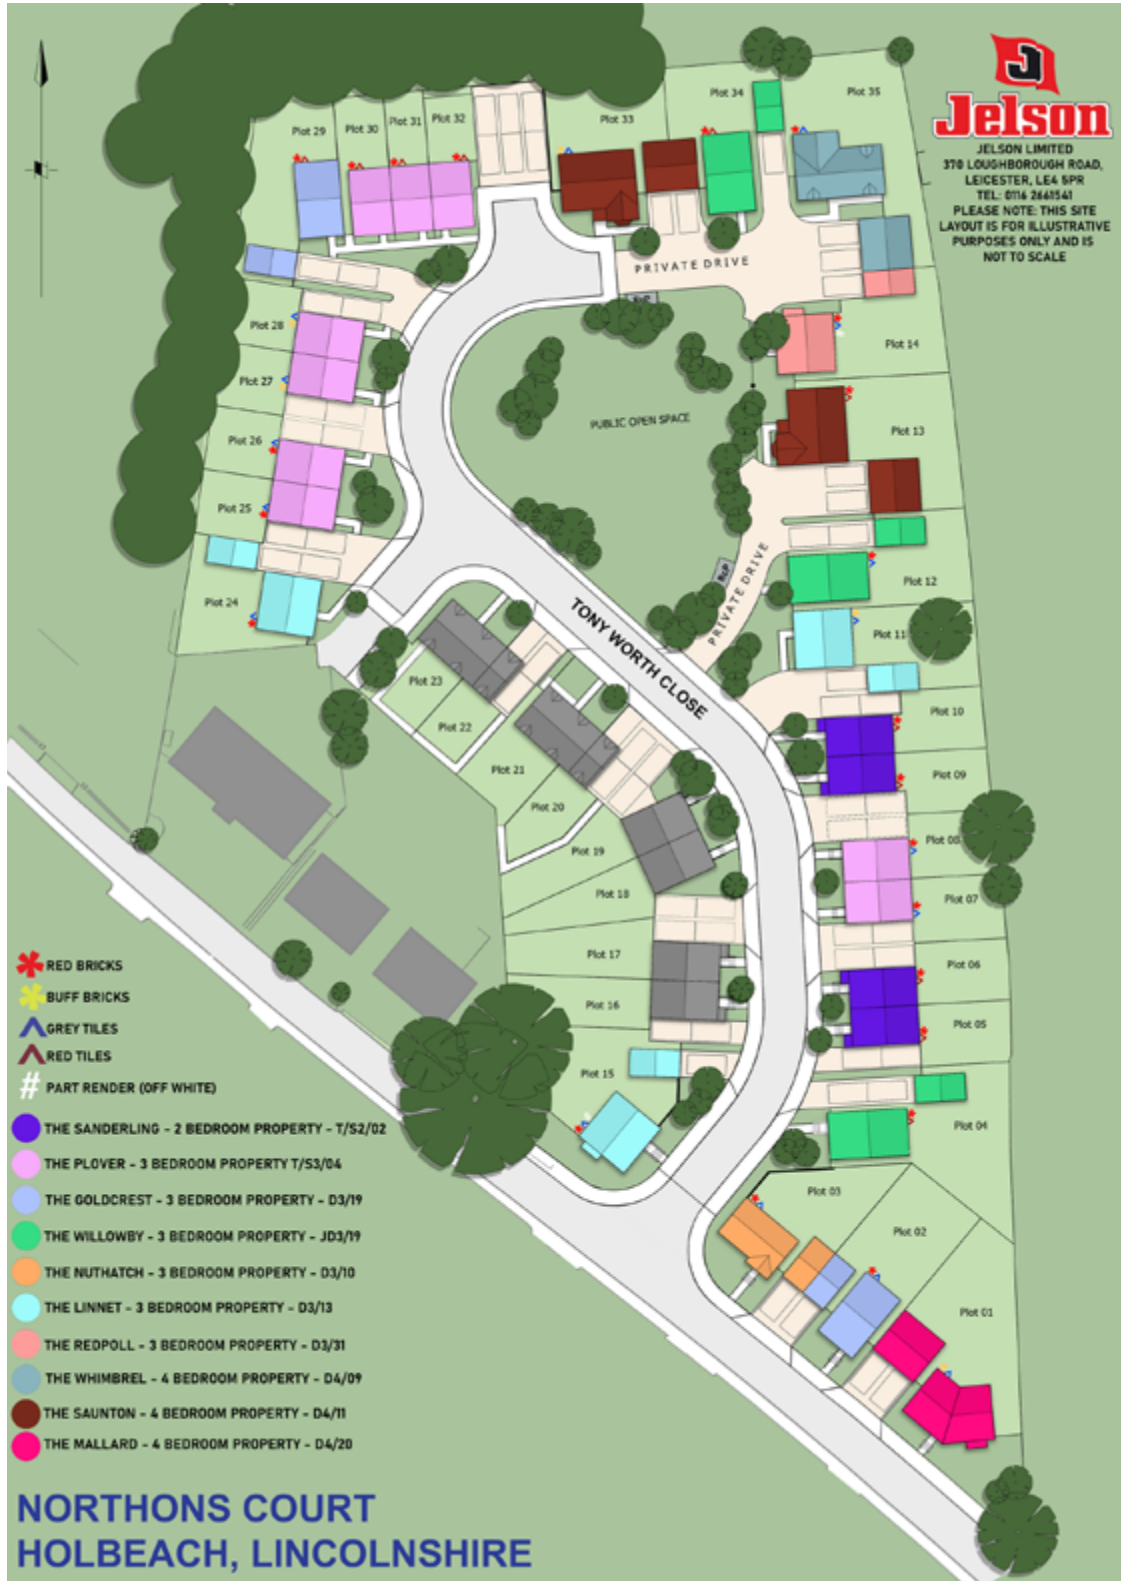 Jelson
JELSON LIMITED
370 LOUGHBOROUGH ROAD,
LEICESTER, LE4 5PR
TEL: 0116 2661541
PLEASE NOTE: THIS SITE
LAYOUT IS FOR ILLUSTRATIVE
PURPOSES ONLY AND IS
NOT TO SCALE
Plot 29
Plot 30
Plot 31
Plot 32
Plot 33
Plot 34
Plot 35
PRIVATE DRIVE
BCP
Plot 28
Plot 27
Plot 26
Plot 25
Plot 24
Plot 14
PUBLIC OPEN SPACE
Plot 13
PRIVATE DRIVE
BCP
Plot 12
Plot 11
TONY WORTH CLOSE
Plot 23
Plot 22
Plot 21
Plot 20
Plot 19
Plot 18
Plot 17
Plot 16
Plot 15
Plot 10
Plot 09
Plot 08
Plot 07
Plot 06
Plot 05
Plot 04
Plot 03
Plot 02
Plot 01
RED BRICKS
BUFF BRICKS
GREY TILES
RED TILES
# PART RENDER (OFF WHITE)
THE SANDERLING - 2 BEDROOM PROPERTY - T/S2/02
THE PLOVER - 3 BEDROOM PROPERTY T/S3/04
THE GOLDCREST - 3 BEDROOM PROPERTY - D3/19
THE WILLOWBY - 3 BEDROOM PROPERTY - JD3/19
THE NUTHATCH - 3 BEDROOM PROPERTY - D3/10
THE LINNET - 3 BEDROOM PROPERTY - D3/13
THE REDPOLL - 3 BEDROOM PROPERTY - D3/31
THE WHIMBREL - 4 BEDROOM PROPERTY - D4/09
THE SAUNTON - 4 BEDROOM PROPERTY - D4/11
THE MALLARD - 4 BEDROOM PROPERTY - D4/20
NORTHONS COURT
HOLBEACH, LINCOLNSHIRE